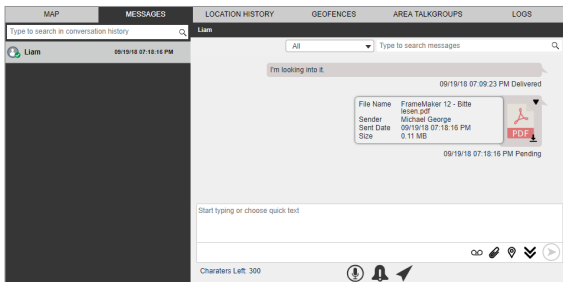 MAP MESSAGES LOCATION HISTORY GEOFENCES AREA TALKGROUPS LOGS
Type to search in conversation history
Liam
Liam 09/19/18 07:18:16 PM
All Type to search messages
I'm looking into it.
09/19/18 07:09:23 PM Delivered
File Name FrameMaker 12 - Bitte
lesen.pdf
Sender Michael George
Sent Date 09/19/18 07:18:16 PM
Size 0.11 MB
PDF
09/19/18 07:18:16 PM Pending
Start typing or choose quick text
Charaters Left: 300